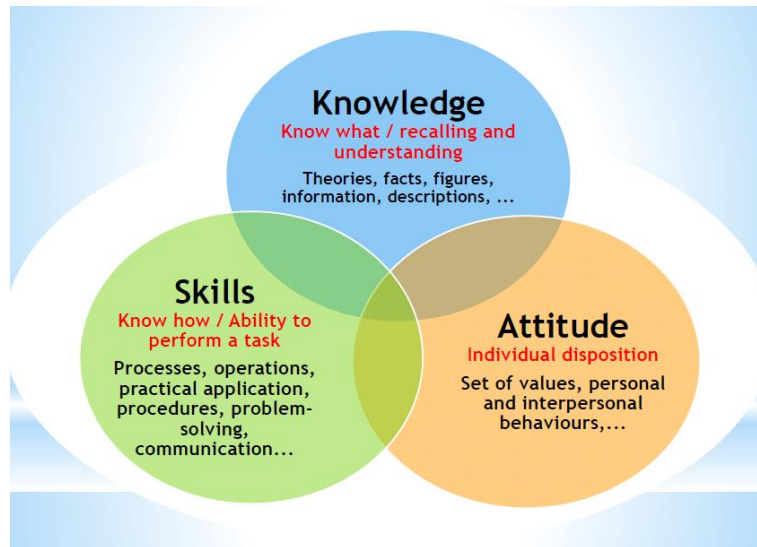 Knowledge
Know what / recalling and
understanding
Theories, facts, figures,
information, descriptions, ...
Skills
Know how / Ability to
perform a task
Processes, operations,
practical application,
procedures, problem-
solving,
communication...
Attitude
Individual disposition
Set of values, personal
and interpersonal
behaviours,...